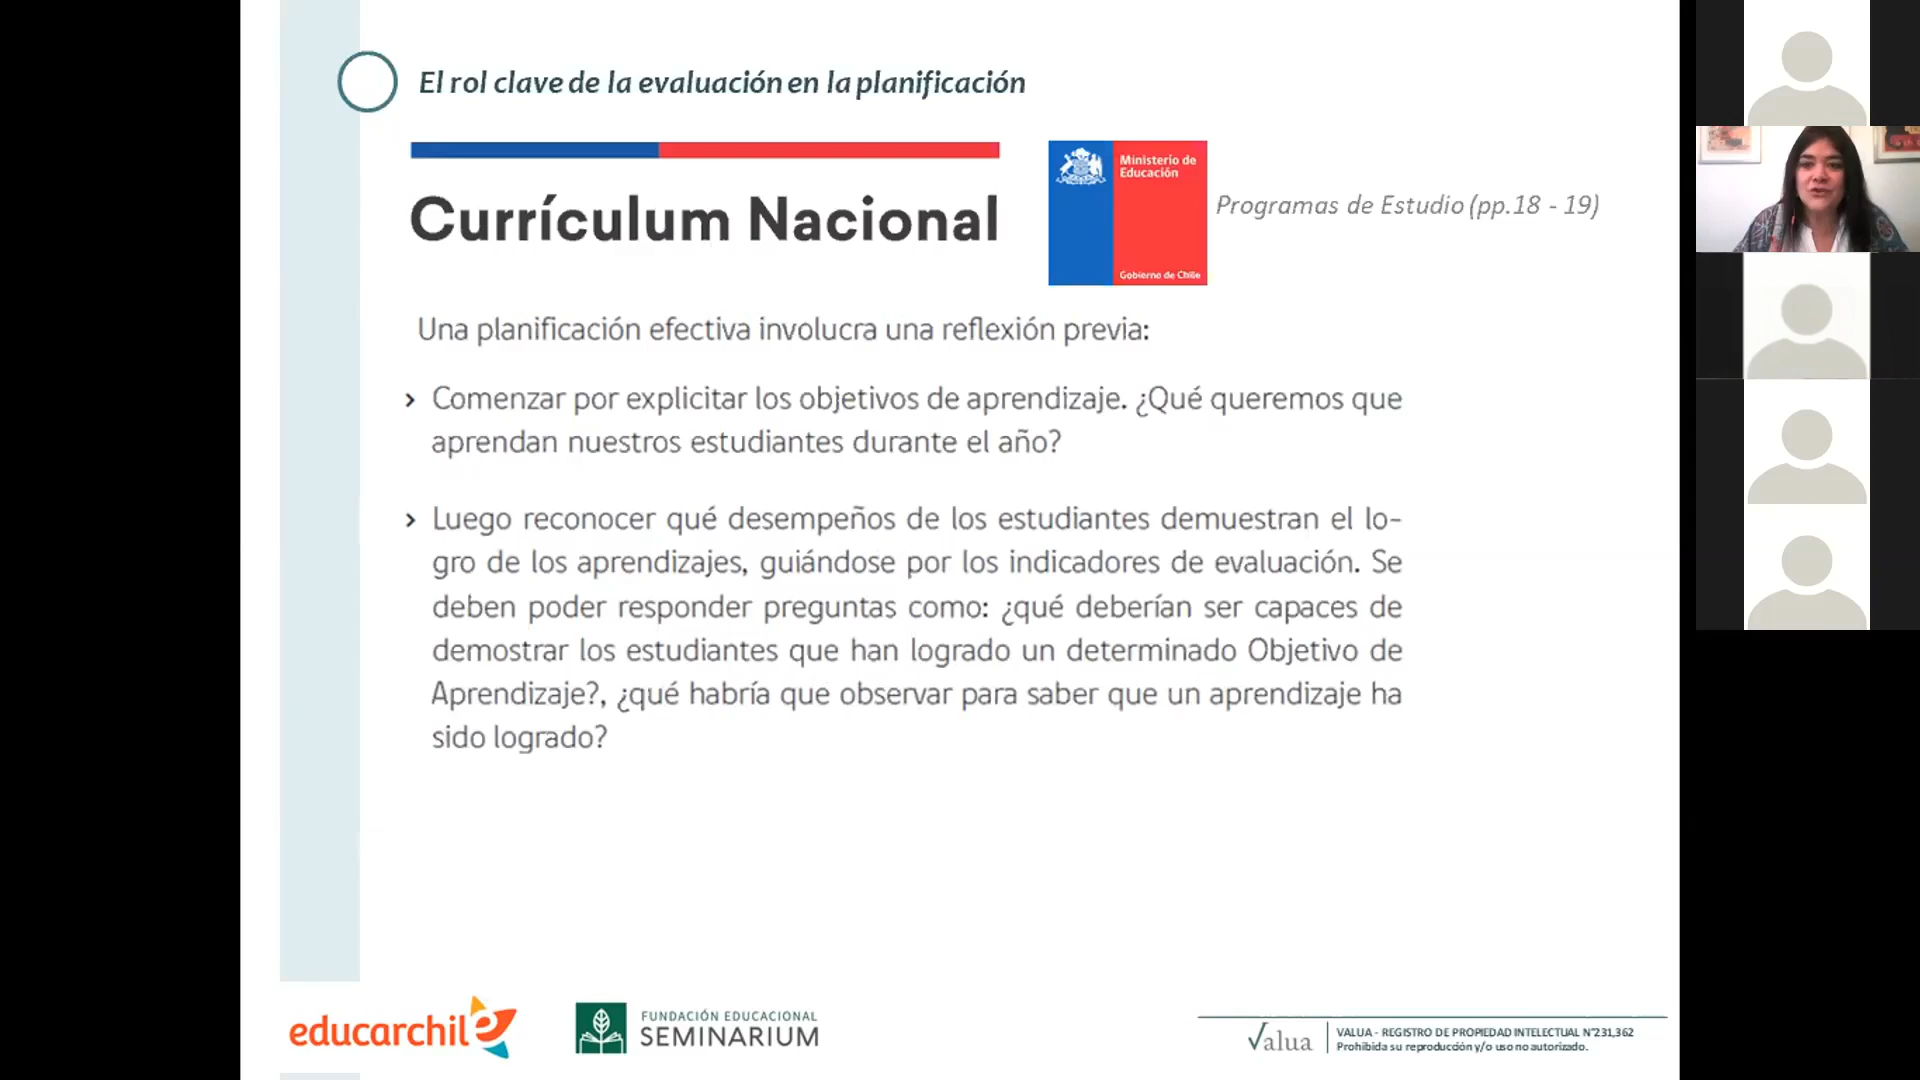 El rol clave de la evaluación en la planificación
Currículum Nacional
Ministerio de
Educación
Gobierno de Chile
Programas de Estudio (pp.18 - 19)
Una planificación efectiva involucra una reflexión previa:
› Comenzar por explicitar los objetivos de aprendizaje. ¿Qué queremos que
aprendan nuestros estudiantes durante el año?
› Luego reconocer qué desempeños de los estudiantes demuestran el lo-
gro de los aprendizajes, guiándose por los indicadores de evaluación. Se
deben poder responder preguntas como: ¿qué deberían ser capaces de
demostrar los estudiantes que han logrado un determinado Objetivo de
Aprendizaje?, ¿qué habría que observar para saber que un aprendizaje ha
sido logrado?
educarchile
FUNDACIÓN EDUCACIONAL
SEMINARIUM
Valua
VALUA - REGISTRO DE PROPIEDAD INTELECTUAL N°231,362
Prohibida su reproducción y/o uso no autorizado.